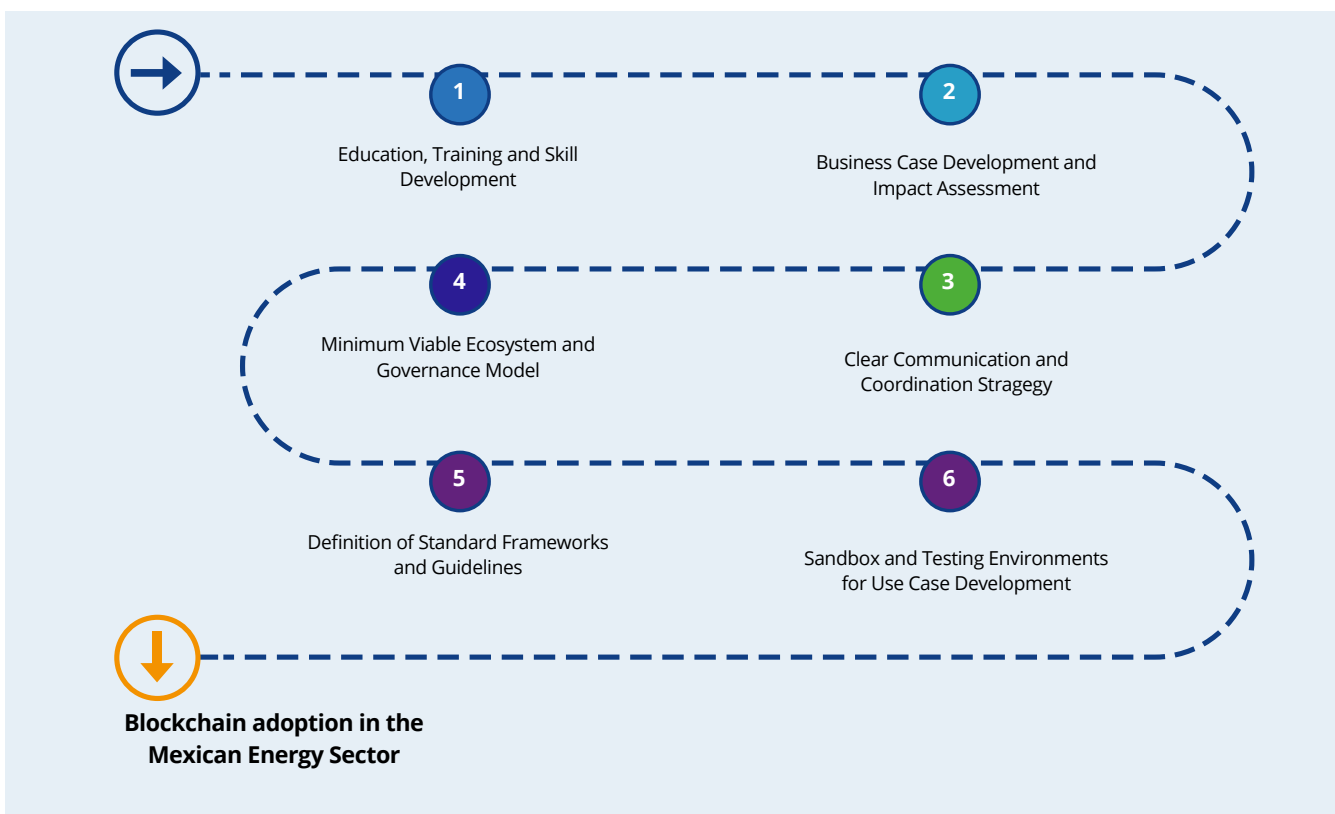 1
Education, Training and Skill
Development
2
Business Case Development and
Impact Assessment
3
Clear Communication and
Coordination Stragegy
4
Minimum Viable Ecosystem and
Governance Model
5
Definition of Standard Frameworks
and Guidelines
6
Sandbox and Testing Environments
for Use Case Development
Blockchain adoption in the
Mexican Energy Sector